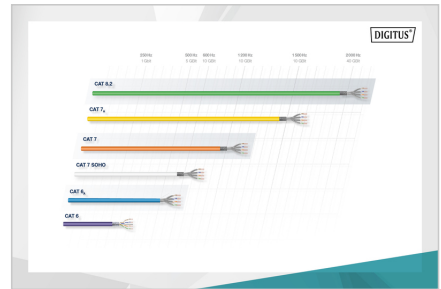 DIGITUS®
250 Hz 500 Hz 600 Hz 1200 Hz 1500 Hz 2000 Hz
1 GBit 5 GBit 10 GBit 10 GBit 10 GBit 40 GBit
CAT 8.2
CAT 7A
CAT 7
CAT 7 SOHO
CAT 6A
CAT 6